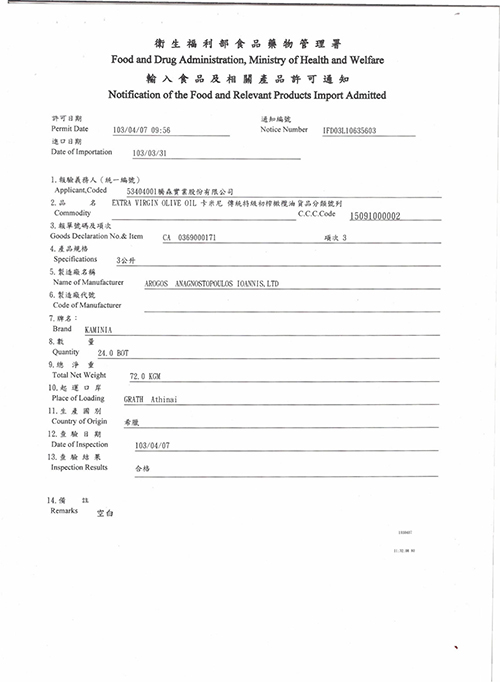 衛生福利部食品藥物管理署
Food and Drug Administration, Ministry of Health and Welfare
輸入食品及相關產品許可通知
Notification of the Food and Relevant Products Import Admitted
許可日期 通知編號
Permit Date 103/04/07 09:56 Notice Number IFD03L10635603
進口日期
Date of Importation 103/03/31
1.報驗義務人(統一編號)
Applicant,Coded 53404001騰森實業股份有限公司
2.品 名 EXTRA VIRGIN OLIVE OIL 卡米尼 傳統特級初榨橄欖油貨品分類號列
Commodity C.C.C.Code 15091000002
3.報單號碼及項次
Goods Declaration No.& Item CA 0369000171 項次 3
4.產品規格
Specifications 3公升
5.製造廠名稱
Name of Manufacturer AROGOS ANAGNOSTOPOULOS IOANNIS,LTD
6.製造廠代號
Code of Manufacturer
7.牌名:
Brand KAMINIA
8.數 量
Quantity 24.0 BOT
9.總 淨 重
Total Net Weight 72.0 KGM
10.起運口岸
Place of Loading GRATH Athinai
11.生產國別
Country of Origin 希臘
12.查驗日期
Date of Inspection 103/04/07
13.查驗結果
Inspection Results 合格
14.備 註
Remarks 空白